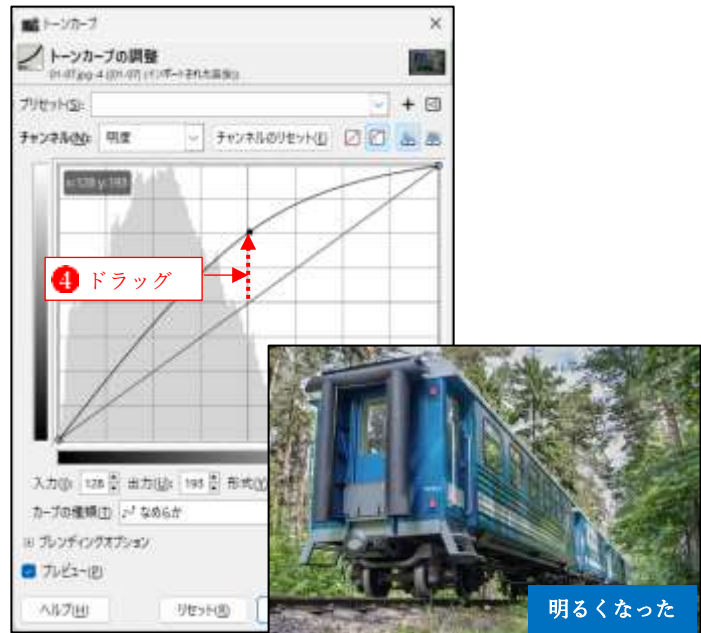 トーンカーブ
トーンカーブの調整
プリセット(S):
チャンネル(N): 明度 チャンネルのリセット(E)
x:128 y:193
4 ドラッグ
入力(I): 128 出力(U): 193 形式(Y)
カーブの種類(T) なめらか
ブレンディングオプション
プレビュー(P)
ヘルプ(H) リセット(R)
明るくなった